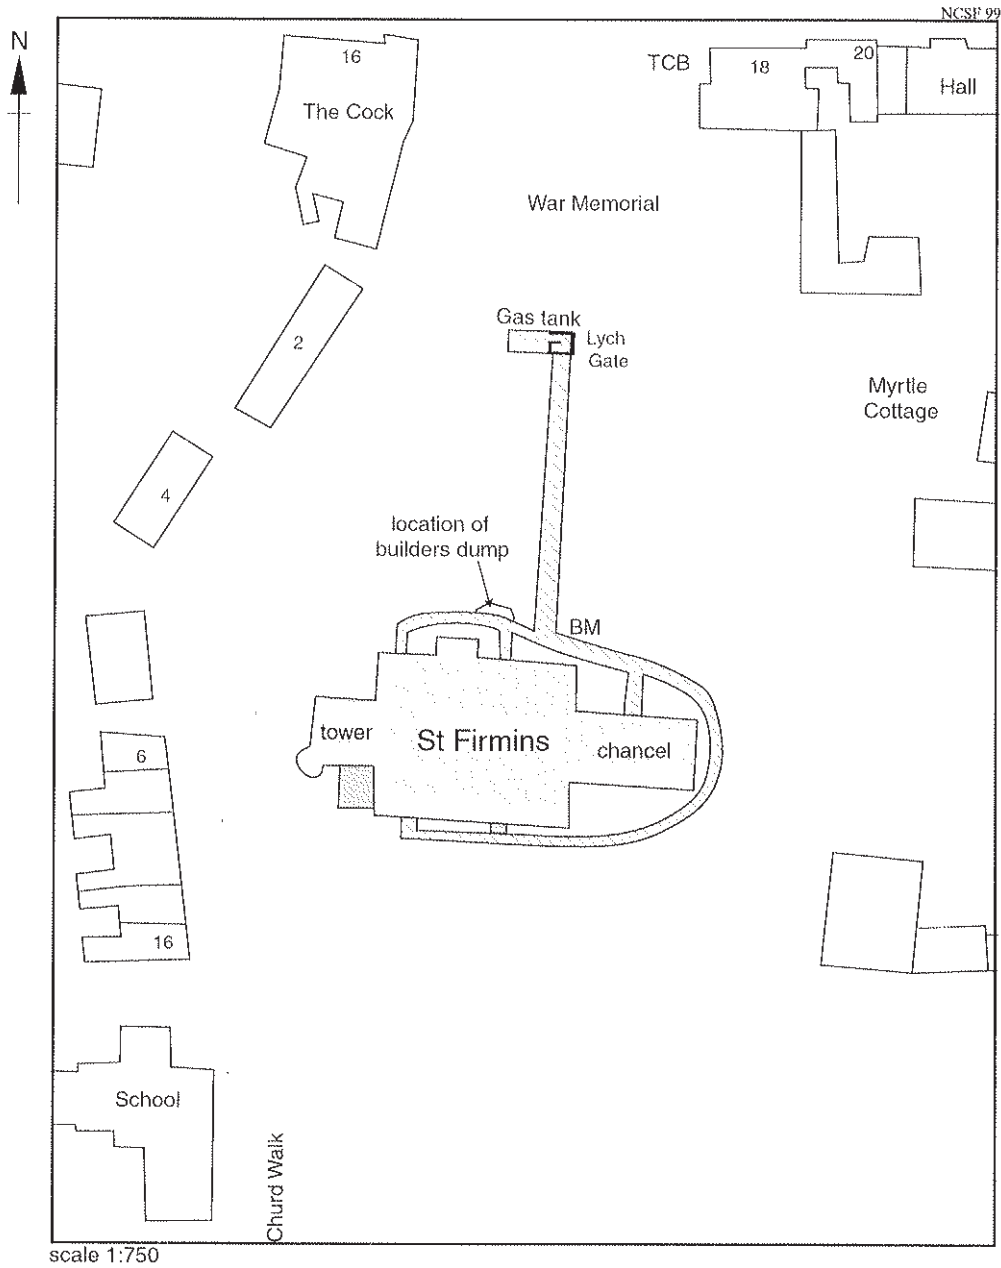 NCSF 99
N
16
The Cock
TCB
18
20
Hall
War Memorial
Gas tank
Lych
Gate
2
Myrtle
Cottage
4
location of
builders dump
BM
tower
St Firmins
chancel
6
16
School
Churd Walk
scale 1:750